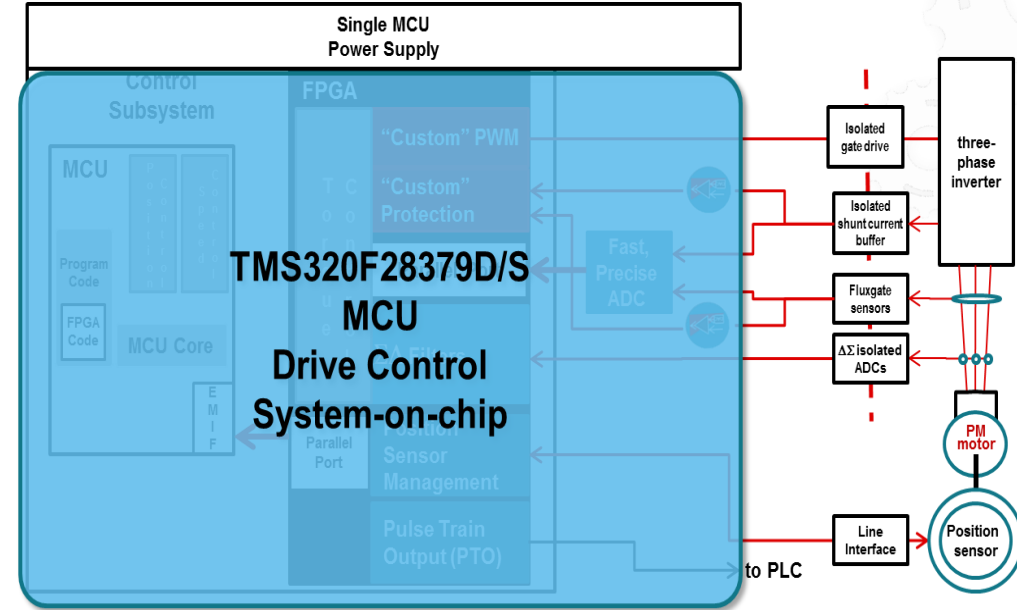 Single MCU
Power Supply
Control
Subsystem
FPGA
MCU
Program
Code
FPGA
Code
MCU Core
E
M
I
F
"Custom" PWM
"Custom"
Protection
Fast,
Precise
ADC
TMS320F28379D/S
MCU
Drive Control
System-on-chip
Parallel
Port
Position
Sensor
Management
Pulse Train
Output (PTO)
to PLC
Isolated
gate drive
Isolated
shunt current
buffer
Fluxgate
sensors
ΔΣ isolated
ADCs
Line
Interface
three-
phase
inverter
PM
motor
Position
sensor